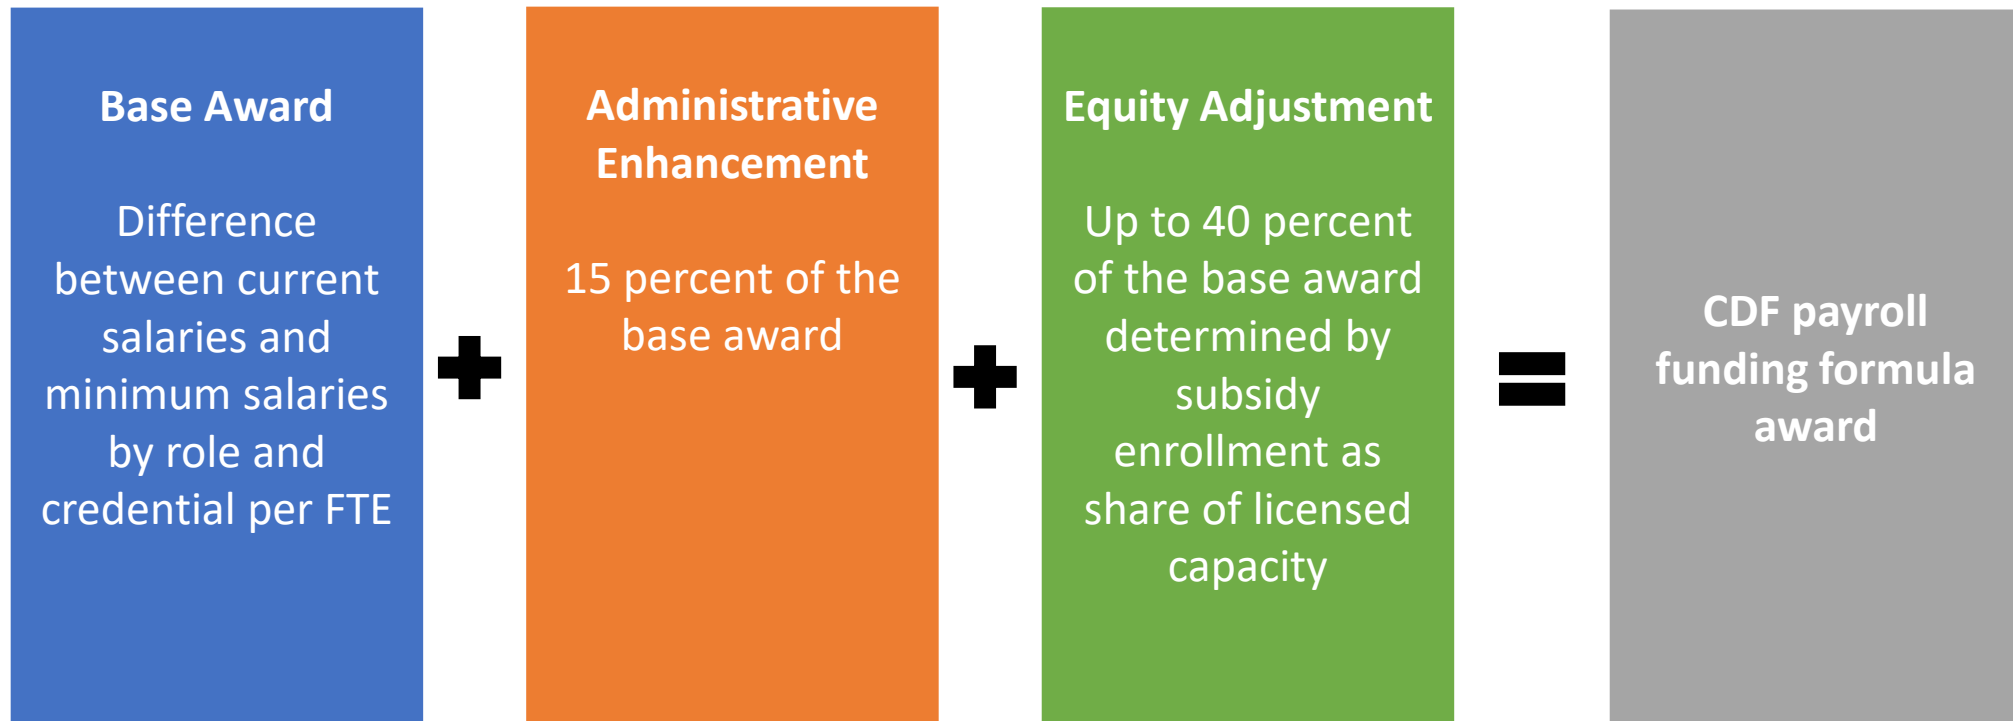 Base Award
Difference
between current
salaries and
minimum salaries
by role and
credential per FTE
Administrative
Enhancement
15 percent of the
base award
Equity Adjustment
Up to 40 percent
of the base award
determined by
subsidy
enrollment as
share of licensed
capacity
CDF payroll
funding formula
award